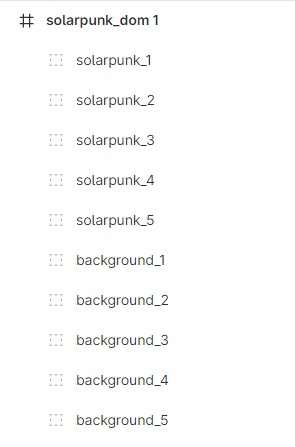 solarpunk_dom 1
solarpunk_1
solarpunk_2
solarpunk_3
solarpunk_4
solarpunk_5
background_1
background_2
background_3
background_4
background_5